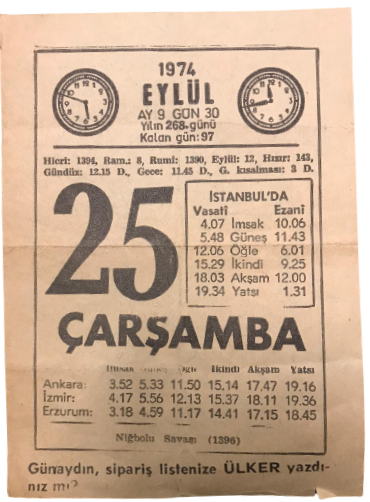 1974
EYLÜL
AY 9 GÜN 30
Yılın 268. günü
Kalan gün: 97
Hicri: 1394, Ram.: 8, Rumi: 1390, Eylül: 12, Hızır: 143,
Gündüz: 12.15 D., Gece: 11.45 D., G. kısalması: 3 D.
25
İSTANBUL'DA
Vasatî Ezanî
4.07 İmsak 10.06
5.48 Güneş 11.43
12.06 Öğle 6.01
15.29 İkindi 9.25
18.03 Akşam 12.00
19.34 Yatsı 1.31
ÇARŞAMBA
İmsak Öğle İkindi Akşam Yatsı
Ankara: 3.52 5.33 11.50 15.14 17.47 19.16
İzmir: 4.17 5.56 12.13 15.37 18.11 19.36
Erzurum: 3.18 4.59 11.17 14.41 17.15 18.45
Niğbolu Savaşı (1396)
Günaydın, sipariş listenize ÜLKER yazdı-
nız mı?